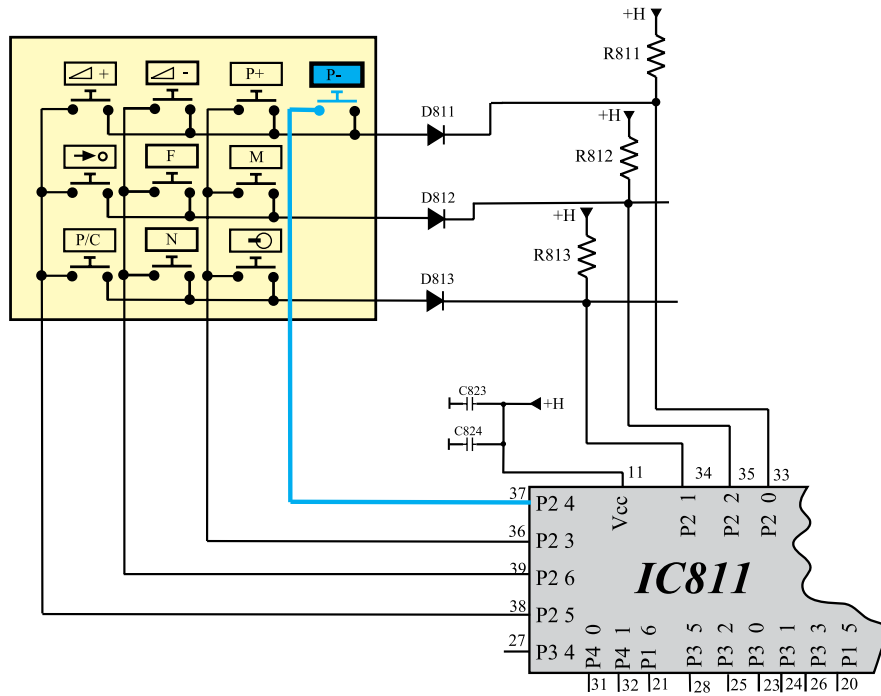 +H
R811
+
-
P+
P-
D811
+H
R812
F
M
D812
+H
R813
P/C
N
D813
C823
+H
C824
11
34
35
33
37
P2 4
Vcc
P2 1
P2 2
P2 0
36
P2 3
39
P2 6
IC811
38
P2 5
27
P3 4
P4 0
P4 1
P1 6
P3 5
P3 2
P3 0
P3 1
P3 3
P1 5
31
32
21
28
25
23
24
26
20